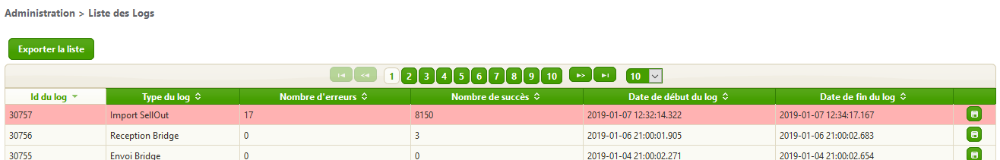 Administration > Liste des Logs
Exporter la liste
1 2 3 4 5 6 7 8 9 10 10
Id du log Type du log Nombre d'erreurs Nombre de succès Date de début du log Date de fin du log
30757 Import SellOut 17 8150 2019-01-07 12:32:14.322 2019-01-07 12:34:17.167
30756 Reception Bridge 0 3 2019-01-06 21:00:01.905 2019-01-06 21:00:02.683
30755 Envoi Bridge 0 0 2019-01-04 21:00:02.271 2019-01-04 21:00:02.654